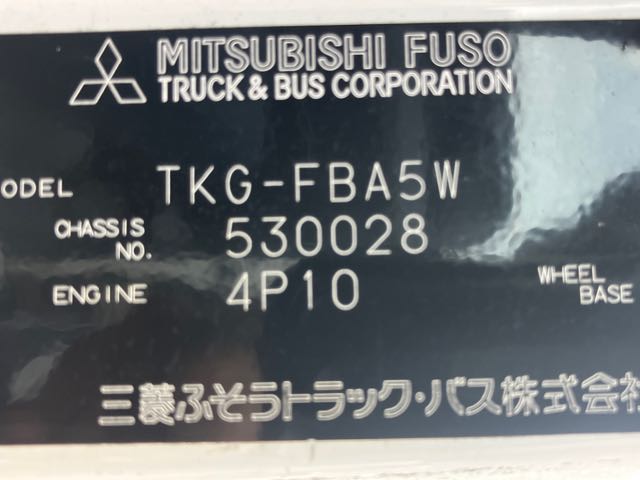 MITSUBISHI FUSO
TRUCK & BUS CORPORATION
ODEL TKG-FBA5W
CHASSIS NO. 530028
ENGINE 4P10 WHEEL BASE
三菱ふそうトラック・バス株式会社